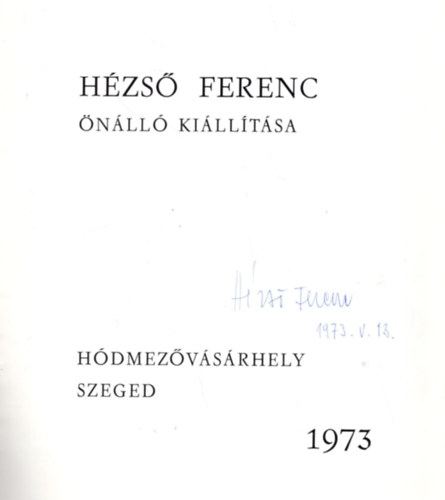 HÉZSŐ FERENC
ÖNÁLLÓ KIÁLLÍTÁSA
Hézső Ferenc
1973. V. 13.
HÓDMEZŐVÁSÁRHELY
SZEGED
1973